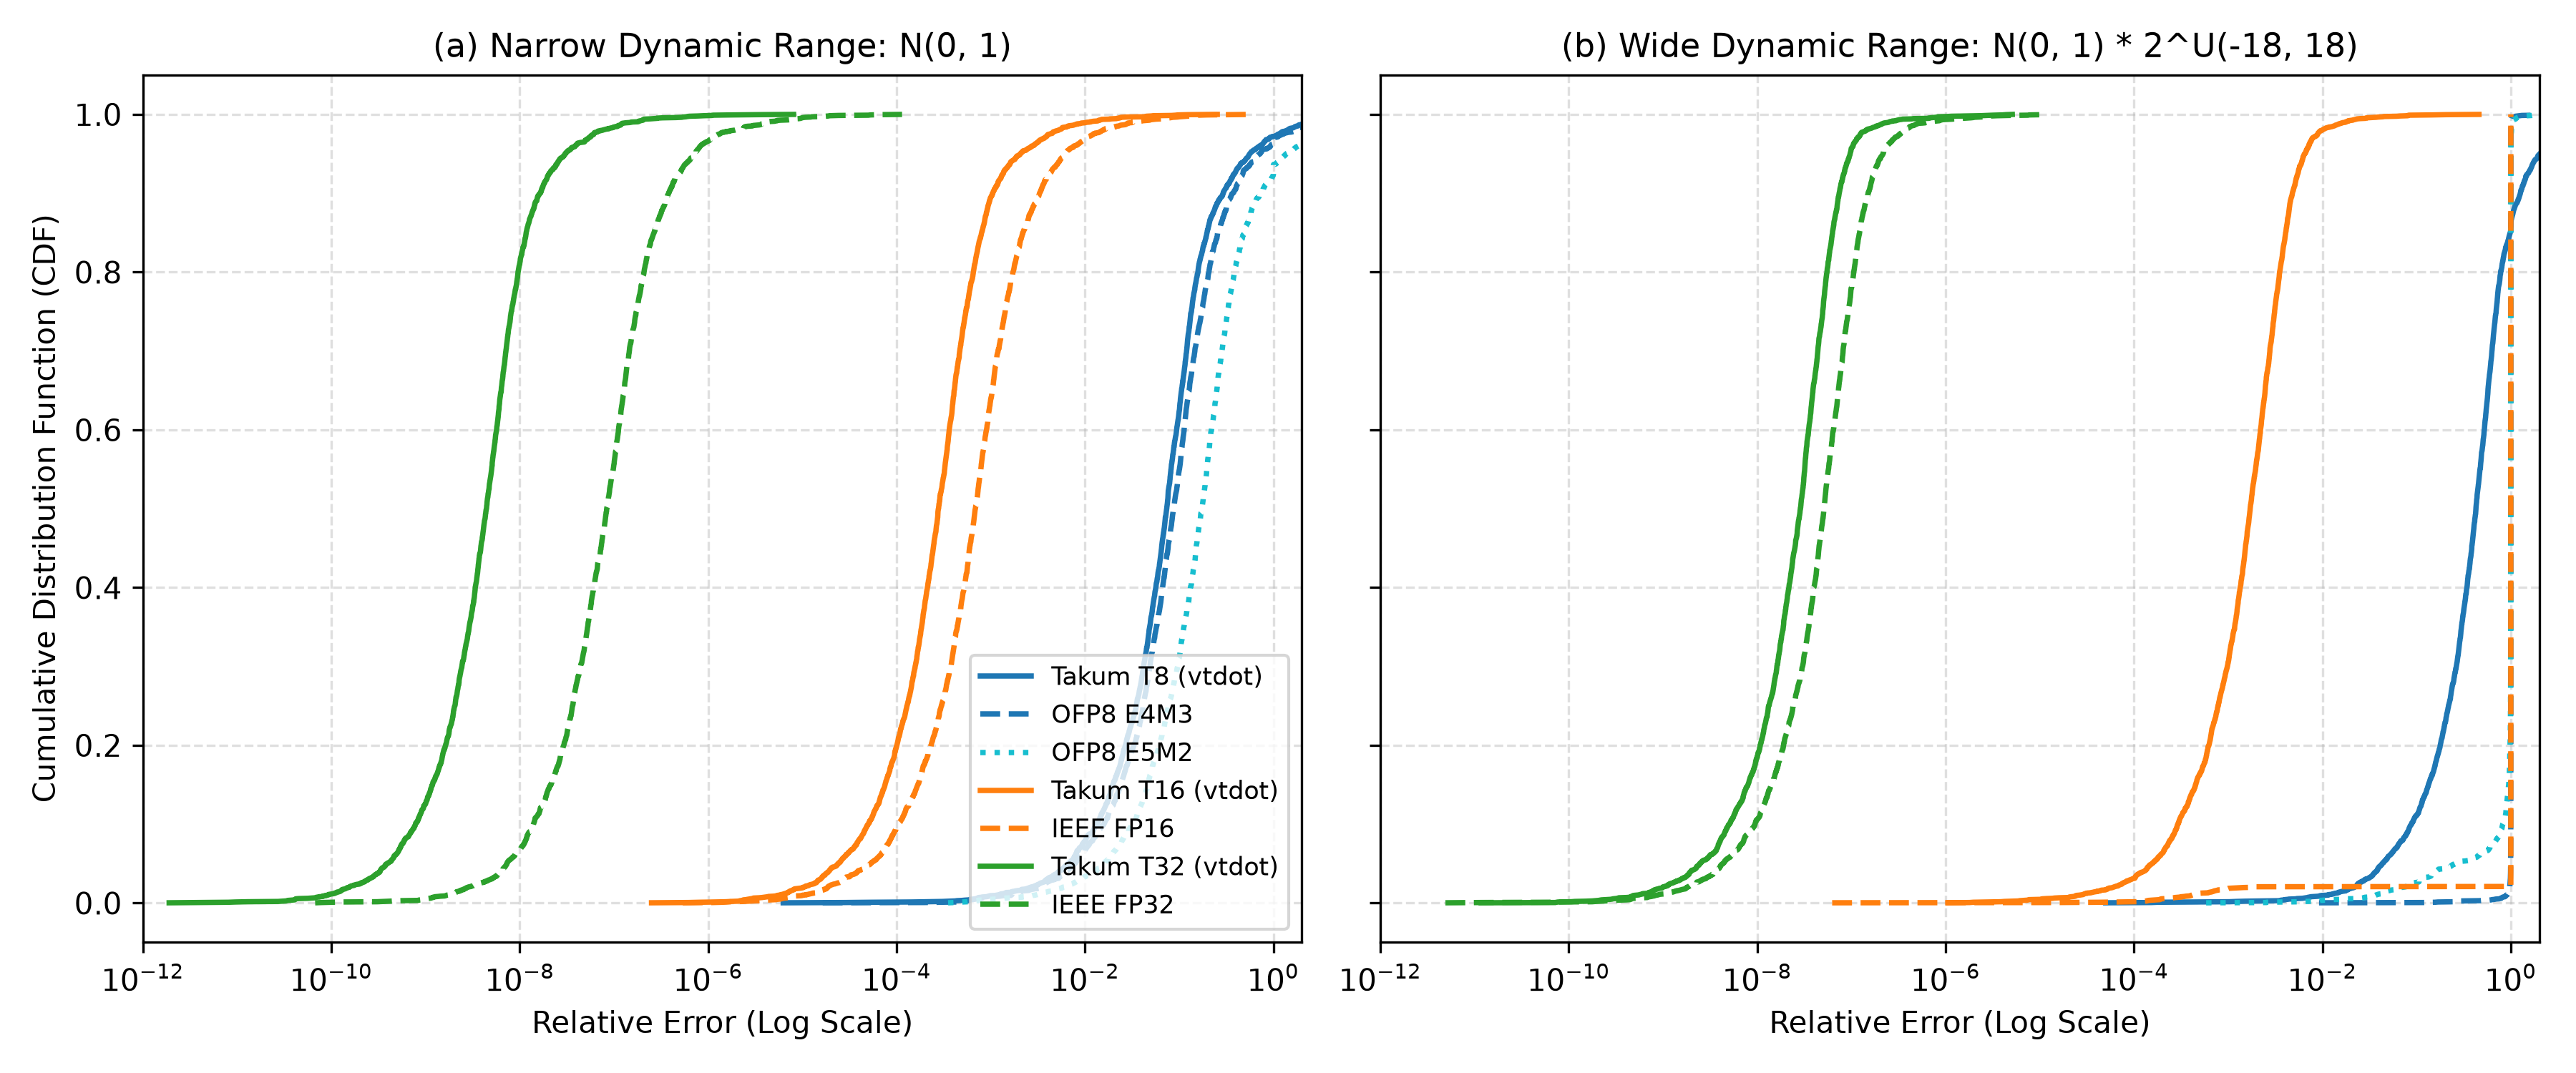 (a) Narrow Dynamic Range: N(0, 1)
(b) Wide Dynamic Range: N(0, 1) * 2^U(-18, 18)
Cumulative Distribution Function (CDF)
1.0
0.8
0.6
0.4
0.2
0.0
Takum T8 (vtdot)
OFP8 E4M3
OFP8 E5M2
Takum T16 (vtdot)
IEEE FP16
Takum T32 (vtdot)
IEEE FP32
10⁻¹² 10⁻¹⁰ 10⁻⁸ 10⁻⁶ 10⁻⁴ 10⁻² 10⁰
10⁻¹² 10⁻¹⁰ 10⁻⁸ 10⁻⁶ 10⁻⁴ 10⁻² 10⁰
Relative Error (Log Scale)
Relative Error (Log Scale)